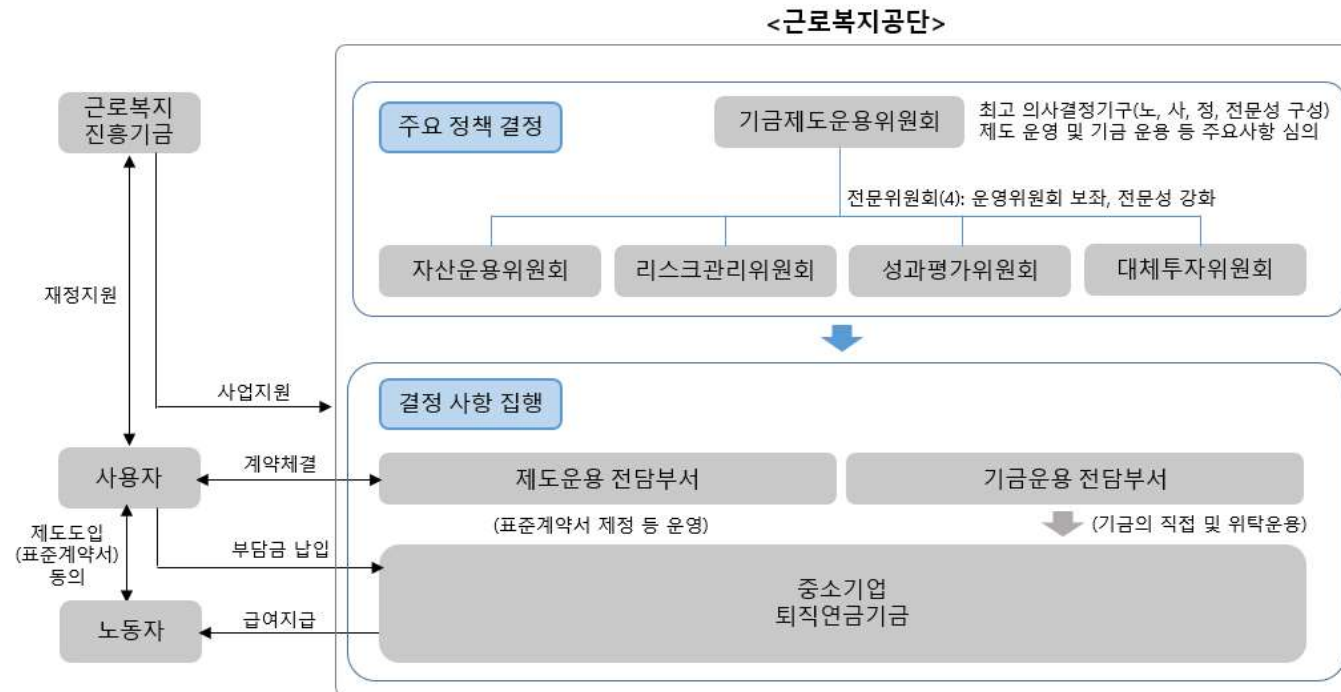 <근로복지공단>
근로복지
진흥기금
주요 정책 결정
기금제도운용위원회
최고 의사결정기구(노, 사, 정, 전문성 구성)
제도 운영 및 기금 운용 등 주요사항 심의
전문위원회(4): 운영위원회 보좌, 전문성 강화
자산운용위원회
리스크관리위원회
성과평가위원회
대체투자위원회
재정지원
사업지원
결정 사항 집행
사용자
계약체결
제도운용 전담부서
기금운용 전담부서
(표준계약서 제정 등 운영)
(기금의 직접 및 위탁운용)
제도도입
(표준계약서)
동의
부담금 납입
중소기업
퇴직연금기금
노동자
급여지급